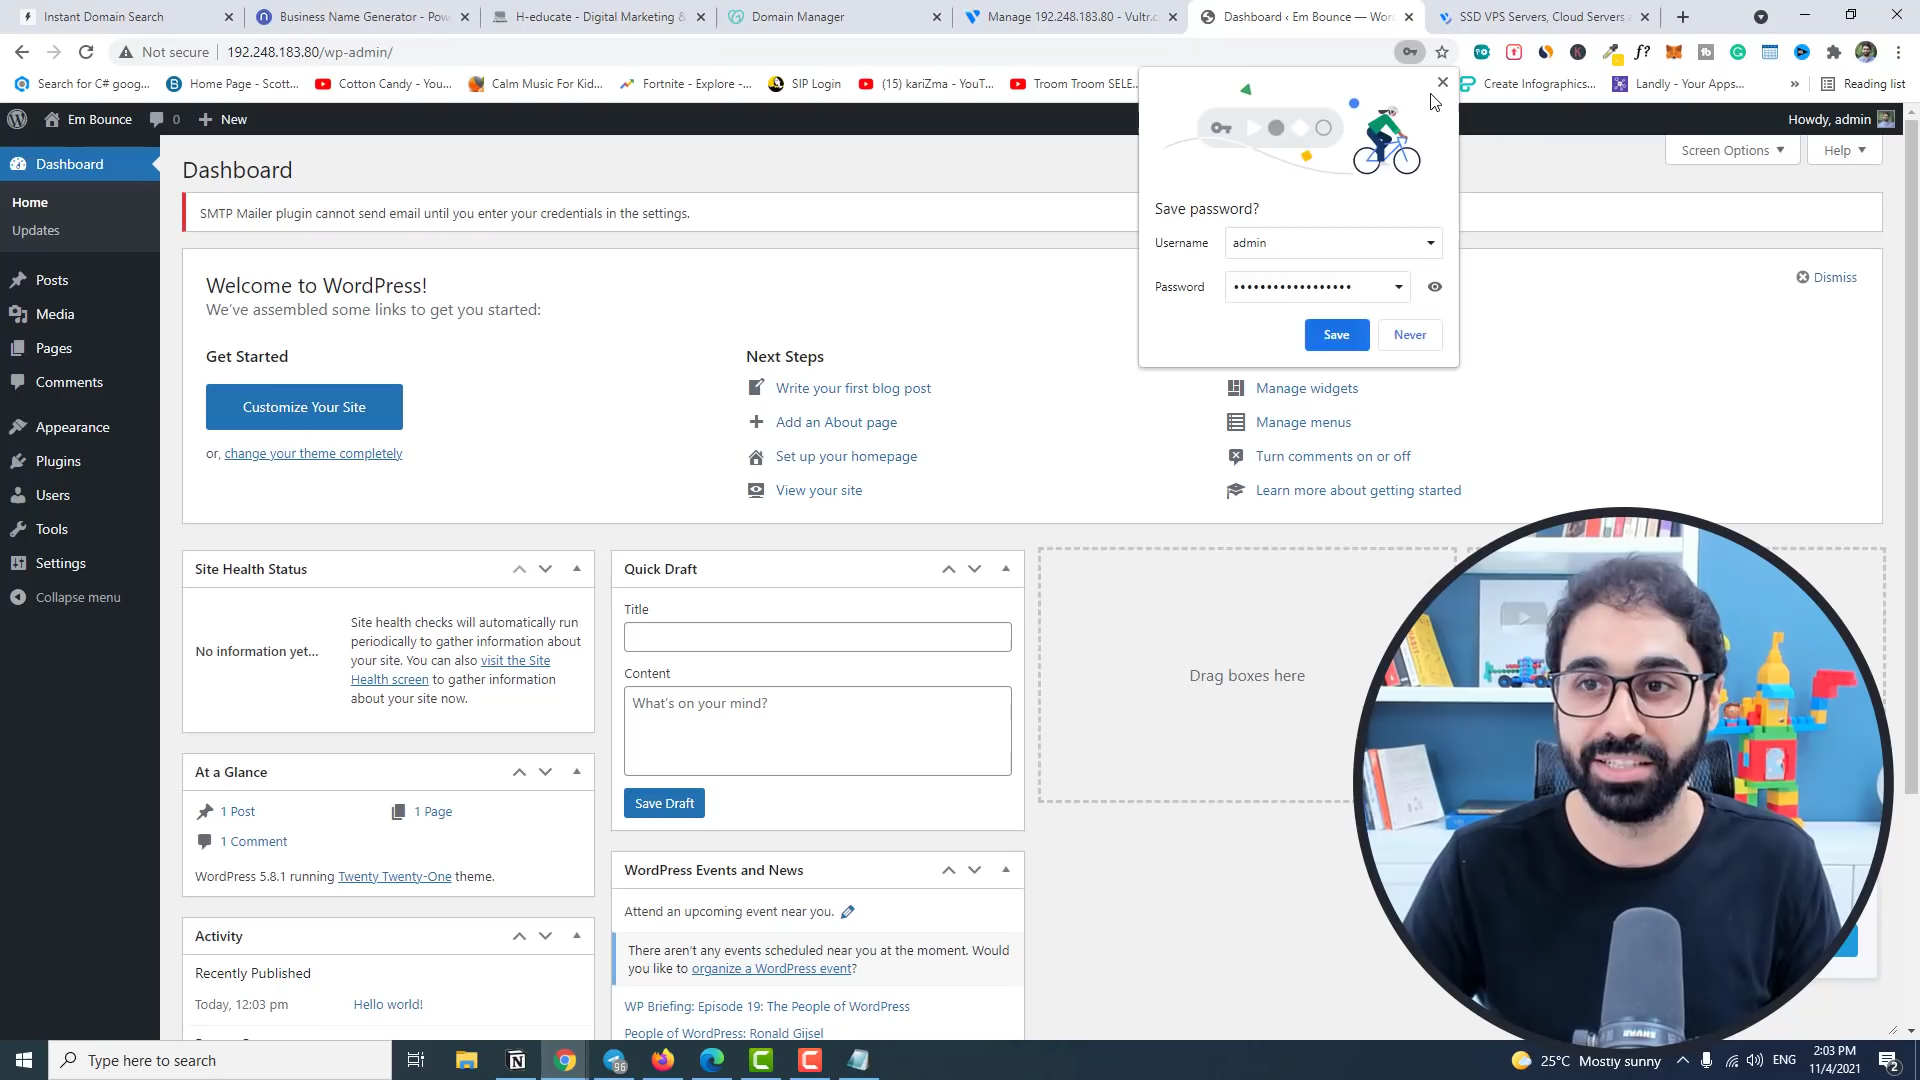 Instant Domain Search
Business Name Generator - Pow
H-educate - Digital Marketing &
Domain Manager
Manage 192.248.183.80 - Vultr.c
Dashboard ‹ Em Bounce — Wor
SSD VPS Servers, Cloud Servers a
Not secure
192.248.183.80/wp-admin/
Search for C# goog...
Home Page - Scott...
Cotton Candy - You...
Calm Music For Kid...
Fortnite - Explore -...
SIP Login
(15) kariZma - YouT...
Troom Troom SELE...
Create Infographics...
Landly - Your Apps...
»
Reading list
Em Bounce
0
New
Howdy, admin
Dashboard
Home
Updates
Posts
Media
Pages
Comments
Appearance
Plugins
Users
Tools
Settings
Collapse menu
Dashboard
Screen Options
Help
SMTP Mailer plugin cannot send email until you enter your credentials in the settings.
Save password?
Username
admin
Password
••••••••••••••••••
Save
Never
Welcome to WordPress!
We've assembled some links to get you started:
Dismiss
Get Started
Customize Your Site
or, change your theme completely
Next Steps
Write your first blog post
Add an About page
Set up your homepage
View your site
Manage widgets
Manage menus
Turn comments on or off
Learn more about getting started
Site Health Status
No information yet...
Site health checks will automatically run
periodically to gather information about
your site. You can also visit the Site
Health screen to gather information
about your site now.
At a Glance
1 Post
1 Page
1 Comment
WordPress 5.8.1 running Twenty Twenty-One theme.
Activity
Recently Published
Today, 12:03 pm
Hello world!
Quick Draft
Title
Content
What's on your mind?
Save Draft
WordPress Events and News
Attend an upcoming event near you.
There aren't any events scheduled near you at the moment. Would
you like to organize a WordPress event?
WP Briefing: Episode 19: The People of WordPress
People of WordPress: Ronald Gijsel
Drag boxes here
Type here to search
96
25°C Mostly sunny
ENG
2:03 PM
11/4/2021
2